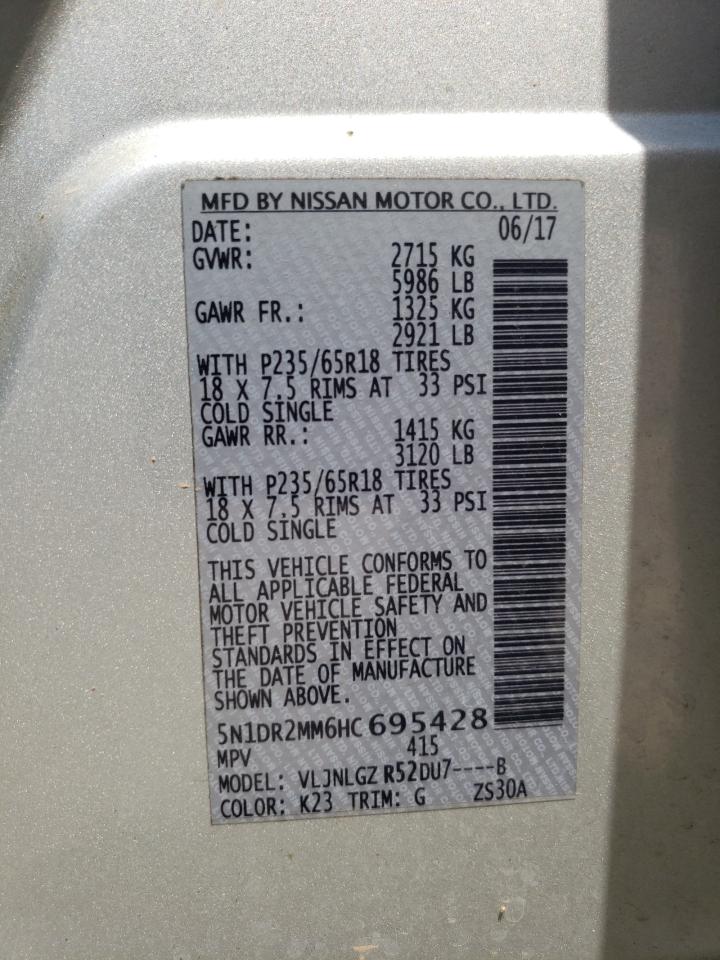 MFD BY NISSAN MOTOR CO., LTD.
DATE: 06/17
GVWR: 2715 KG
5986 LB
GAWR FR.: 1325 KG
2921 LB
WITH P235/65R18 TIRES
18 X 7.5 RIMS AT 33 PSI
COLD SINGLE
GAWR RR.: 1415 KG
3120 LB
WITH P235/65R18 TIRES
18 X 7.5 RIMS AT 33 PSI
COLD SINGLE
THIS VEHICLE CONFORMS TO
ALL APPLICABLE FEDERAL
MOTOR VEHICLE SAFETY AND
THEFT PREVENTION
STANDARDS IN EFFECT ON
THE DATE OF MANUFACTURE
SHOWN ABOVE.
5N1DR2MM6HC695428
MPV 415
MODEL: VLJNLGZ R52DU7----B
COLOR: K23 TRIM: G ZS30A